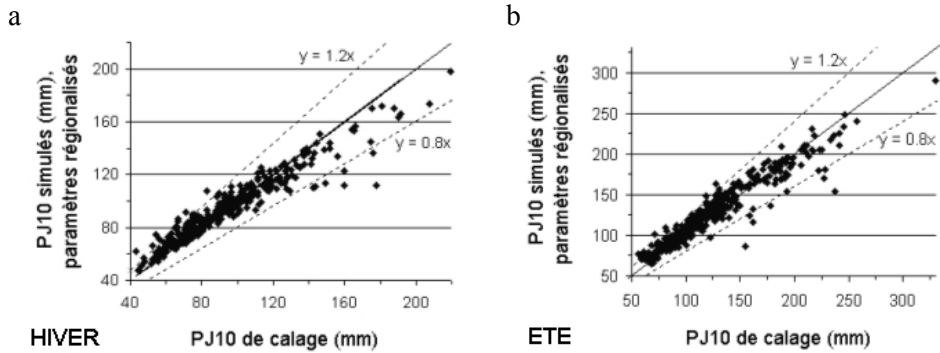 a
PJ10 simulés (mm),
paramètres régionalisés
200
160
120
80
40
y = 1.2x
y = 0.8x
40 80 120 160 200
HIVER
PJ10 de calage (mm)
b
PJ10 simulés (mm),
paramètres régionalisés
300
250
200
150
100
50
y = 1.2x
y = 0.8x
50 100 150 200 250 300
ETE
PJ10 de calage (mm)